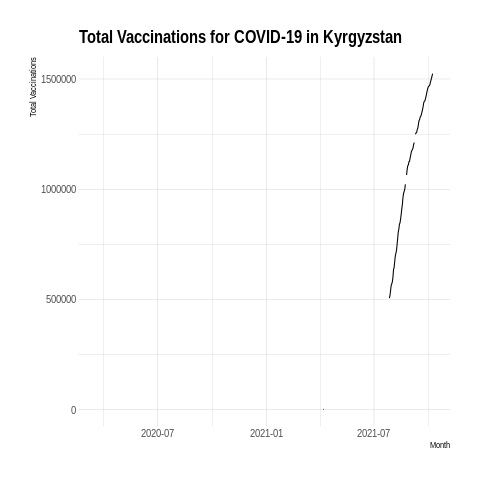 Total Vaccinations for COVID-19 in Kyrgyzstan
Total Vaccinations
1500000
1000000
500000
0
2020-07 2021-01 2021-07
Month